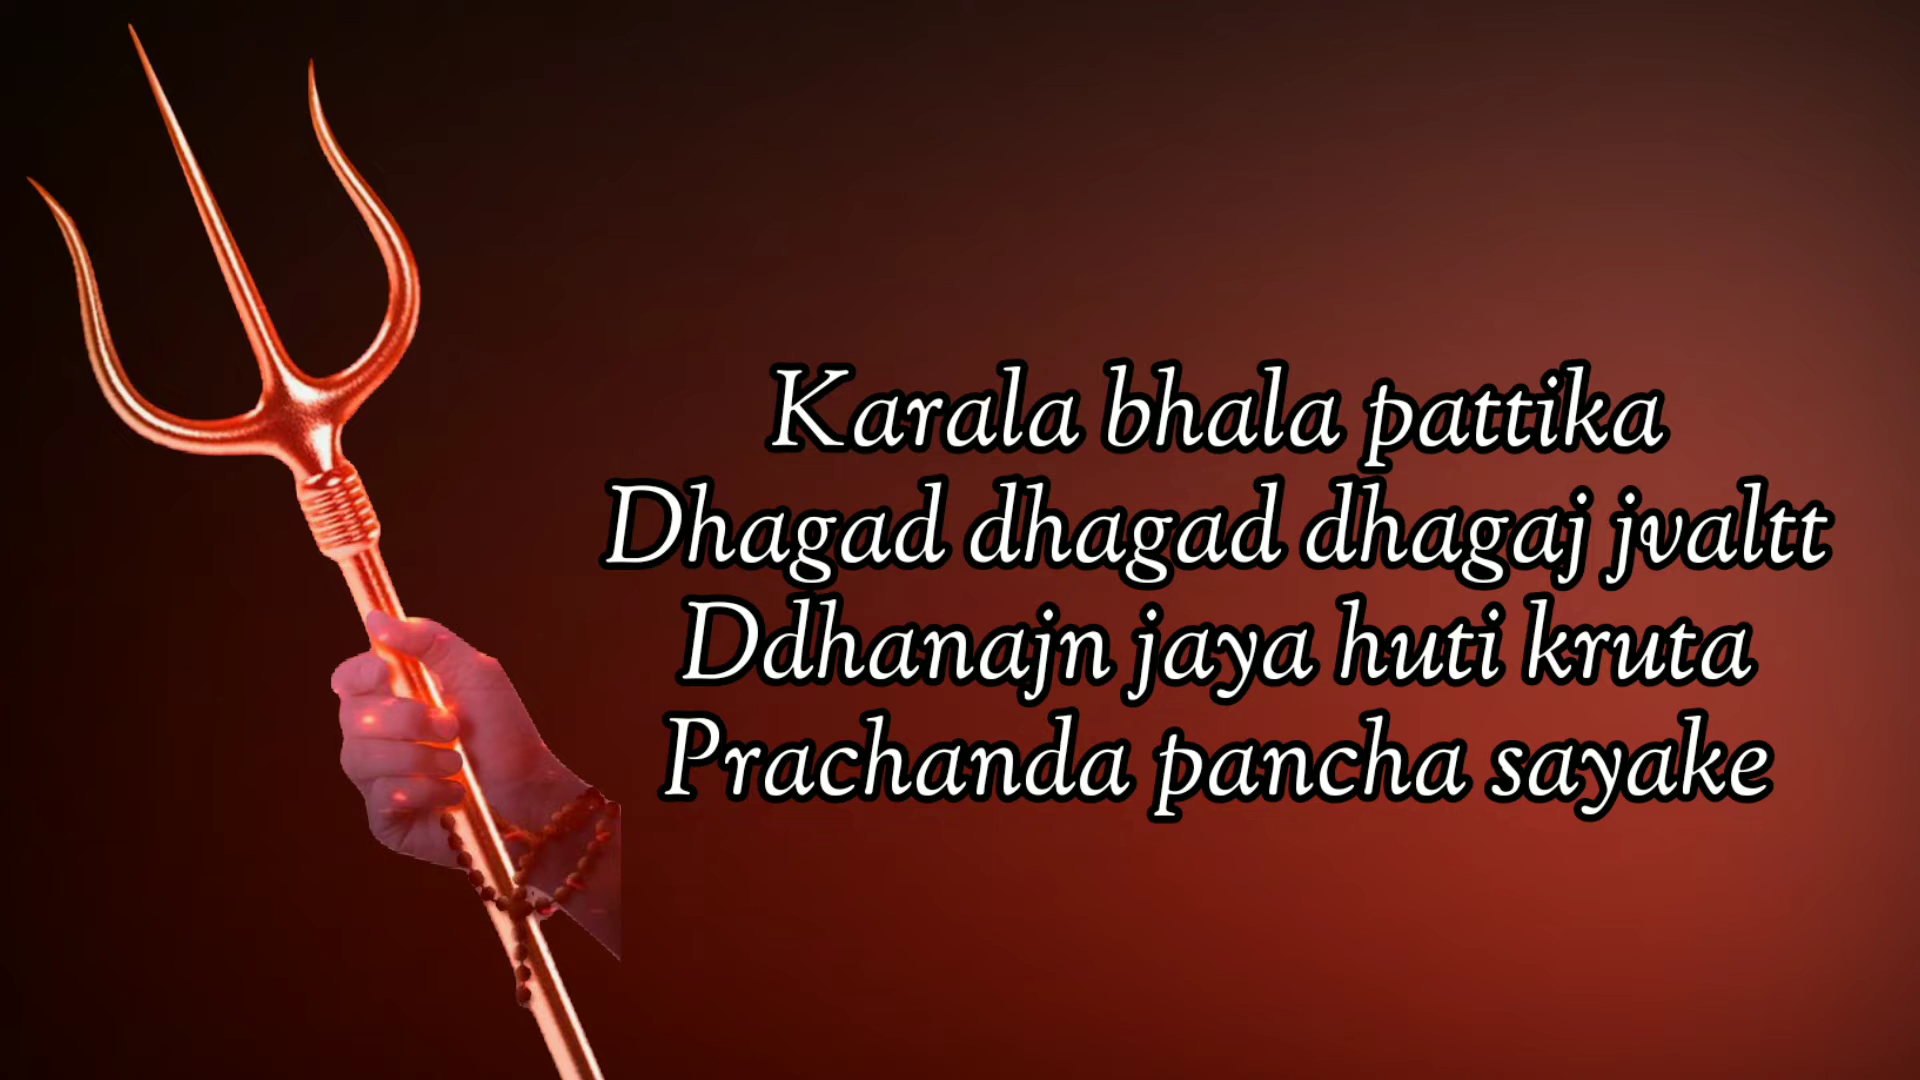 Karala bhala pattika
Dhagad dhagad dhagaj jvaltt
Ddhanajn jaya huti kruta
Prachanda pancha sayake